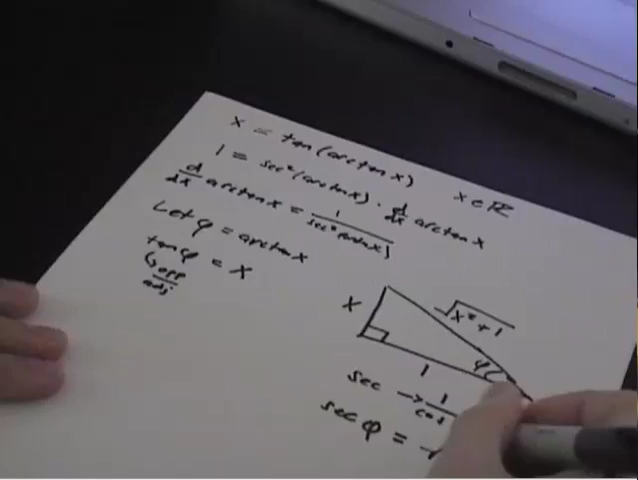 x = tan(arctan x) x ∈ ℝ
1 = sec²(arctan x) · d/dx arctan x
d/dx arctan x = 1/sec²(arctan x)
Let φ = arctan x
tan φ = x
opp/adj
x
√x²+1
1
φ
sec → 1/cos
sec φ =